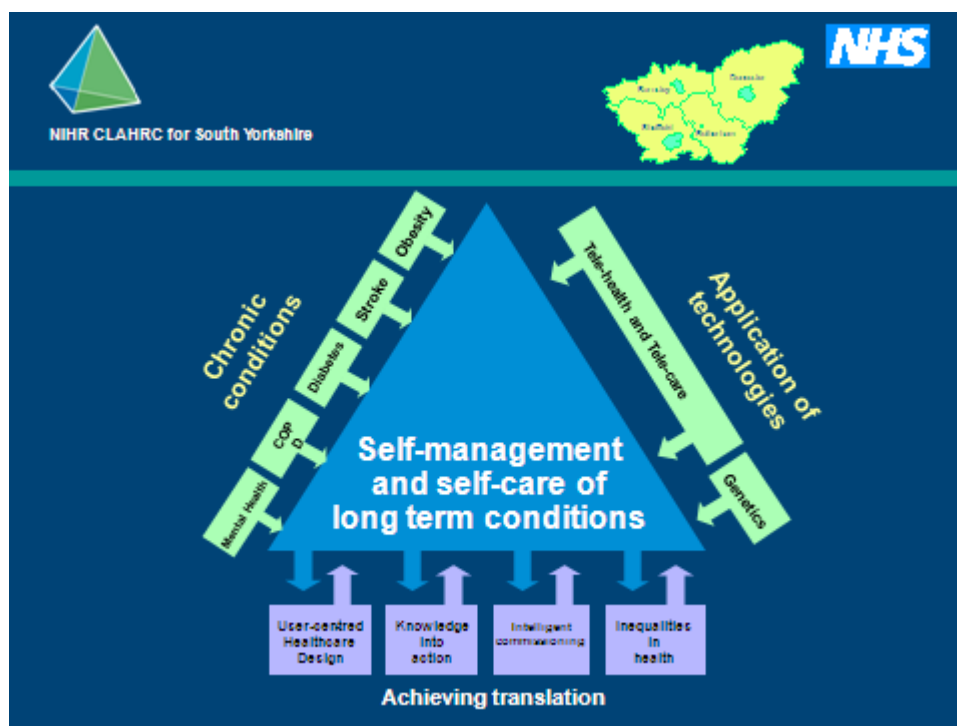 NHS
Barnsley
Doncaster
Sheffield
Rotherham
NIHR CLAHRC for South Yorkshire
Chronic
conditions
Obesity
Stroke
Diabetes
COP
D
Mental Health
Tele-health and Tele-care
Genetics
Application of
technologies
Self-management
and self-care of
long term conditions
User-centred
Healthcare
Design
Knowledge
into
action
Intelligent
commissioning
Inequalities
in
health
Achieving translation